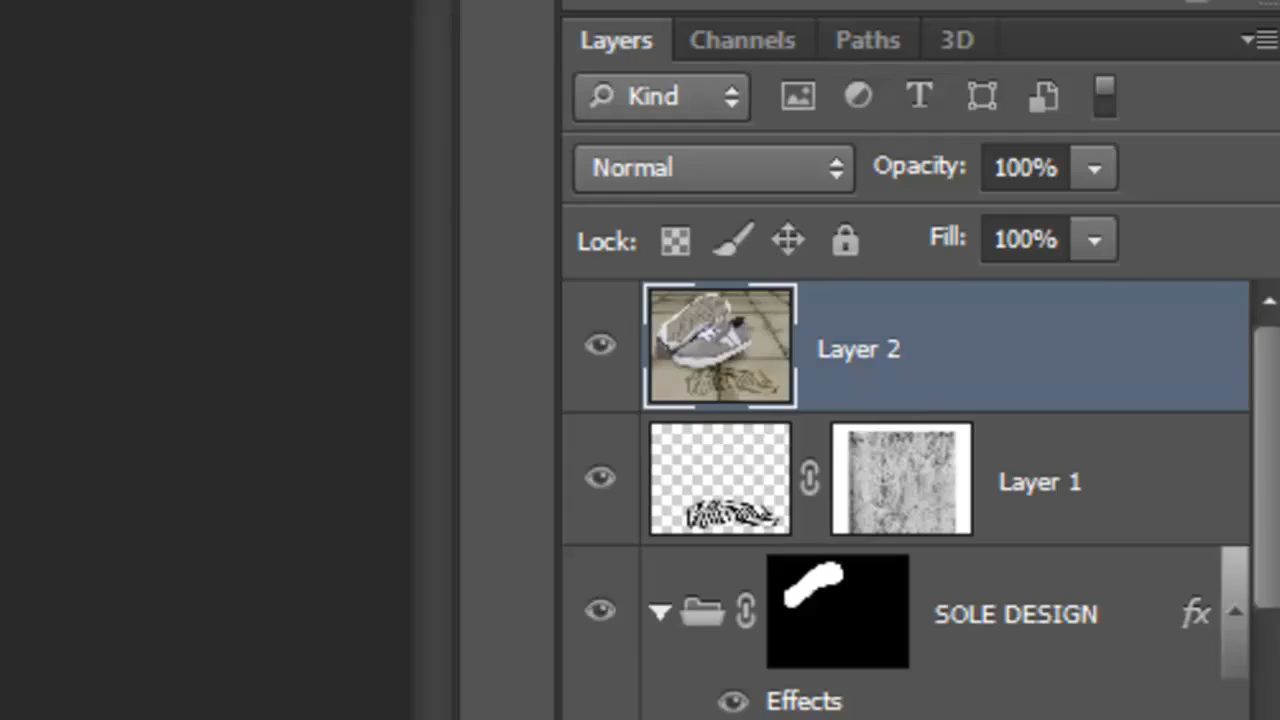 Layers Channels Paths 3D
Kind T
Normal Opacity: 100%
Lock: Fill: 100%
Layer 2
Layer 1
SOLE DESIGN fx
Effects